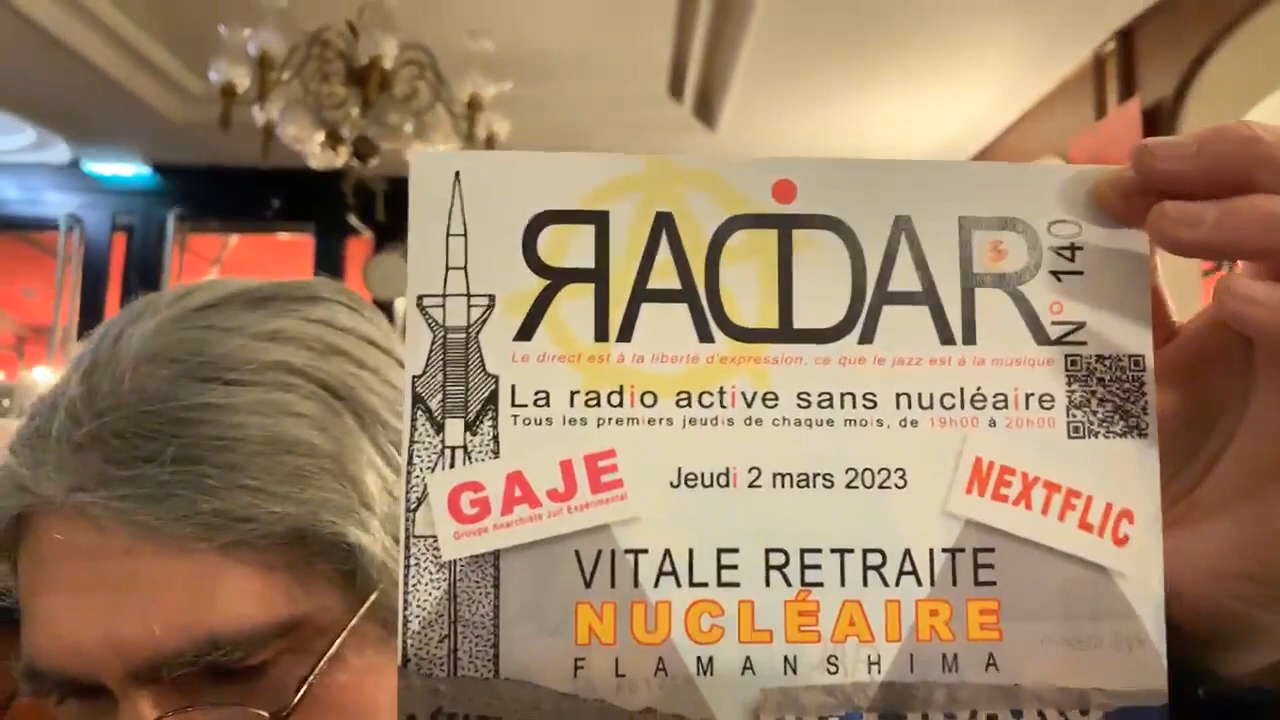 ЯADDAR
N° 140
Le direct est à la liberté d'expression, ce que le jazz est à la musique
La radio active sans nucléaire
Tous les premiers jeudis de chaque mois, de 19h00 à 20h00
GAJE
Groupe Anarchiste Juif Expérimental
Jeudi 2 mars 2023
NEXTFLIC
VITALE RETRAITE
NUCLÉAIRE
FLAMANSHIMA